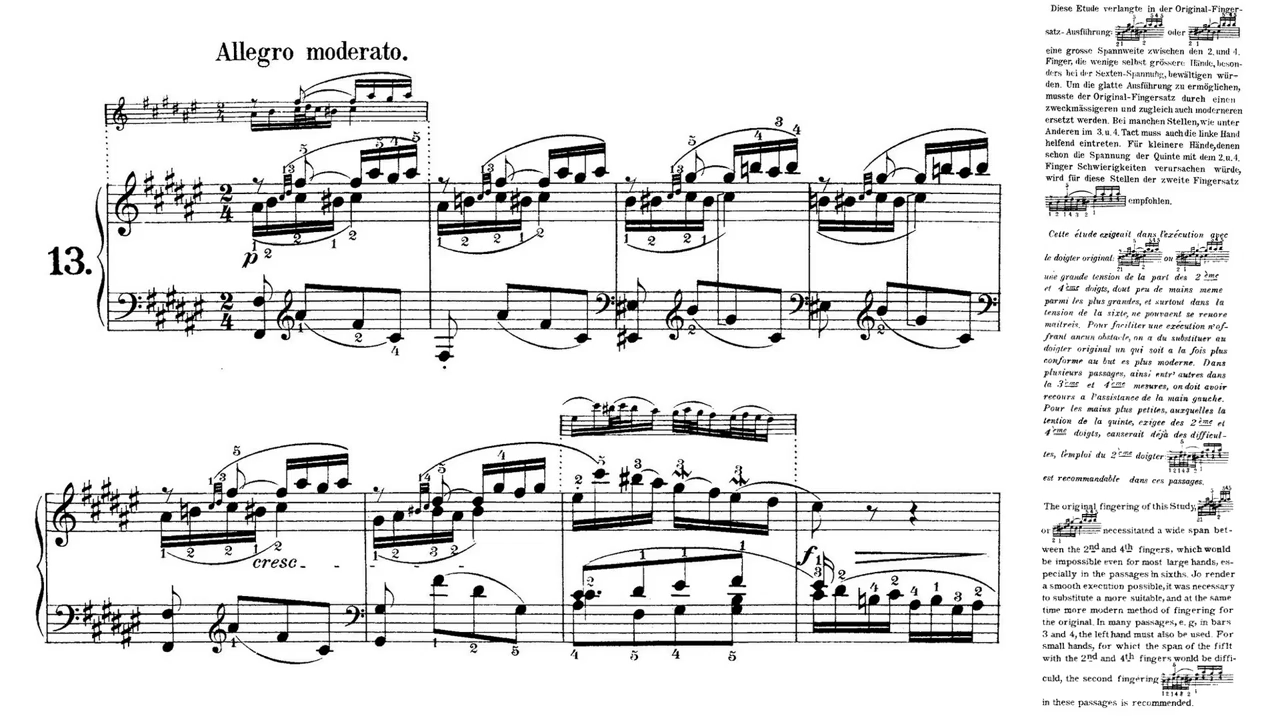 Allegro moderato.
13.
p
cresc.
f
Diese Etude verlangte in der Original-Finger-
satz-Ausführung: oder
eine grosse Spannweite zwischen den 2. und 4.
Finger, die wenige selbst grössere Hände, beson-
ders bei der Sexten-Spannung, bewältigen wür-
den. Um die glatte Ausführung zu ermöglichen,
musste der Original-Fingersatz durch einen
zweckmässigeren und zugleich auch moderneren
ersetzt werden. Bei manchen Stellen, wie unter
Anderen im 3. u. 4. Tact muss auch die linke Hand
helfend eintreten. Für kleinere Hände, denen
schon die Spannung der Quinte mit dem 2. u. 4.
Finger Schwierigkeiten verursachen würde,
wird für diese Stellen der zweite Fingersatz
empfohlen.
Cette étude exigeait dans l'exécution avec
le doigter original: ou
une grande tension de la part des 2ème
et 4ème doigts, dout peu de mains meme
parmi les plus grandes, et surtout dans la
tension de la sixte, ne pouvaent se renore
maitreis. Pour faciliter une exécution n'of-
frant ancun obstacle, on a du substituer au
doigter original un qui soit a la fois plus
conforme au but es plus moderne. Dans
plusieurs passages, ainsi entr' autres dans
la 3ème et 4ème mesures, on doit avoir
recours a l'assistance de la main gauche.
Pour les mains plus petites, auxquelles la
tention de la quinte, exigee des 2ème et
4ème doigts, canserait déjà des difficul-
tes, l'emploi du 2ème doigter
est recommandable dans ces passages.
The original fingering of this Study,
or necessitated a wide span bet-
ween the 2nd and 4th fingers, which would
be impossible even for most large hands, es-
pecially in the passages in sixths. Jo render
a smooth execution possible, it was necessary
to substitute a more suitable, and at the same
time more modern method of fingering for
the original. In many passages, e. g. in bars
3 and 4, the left hand must also be used. For
small hands, for whict the span of the fiflt
with the 2nd and 4th fingers would be diffi-
culd, the second fingering
in these passages is recommended.